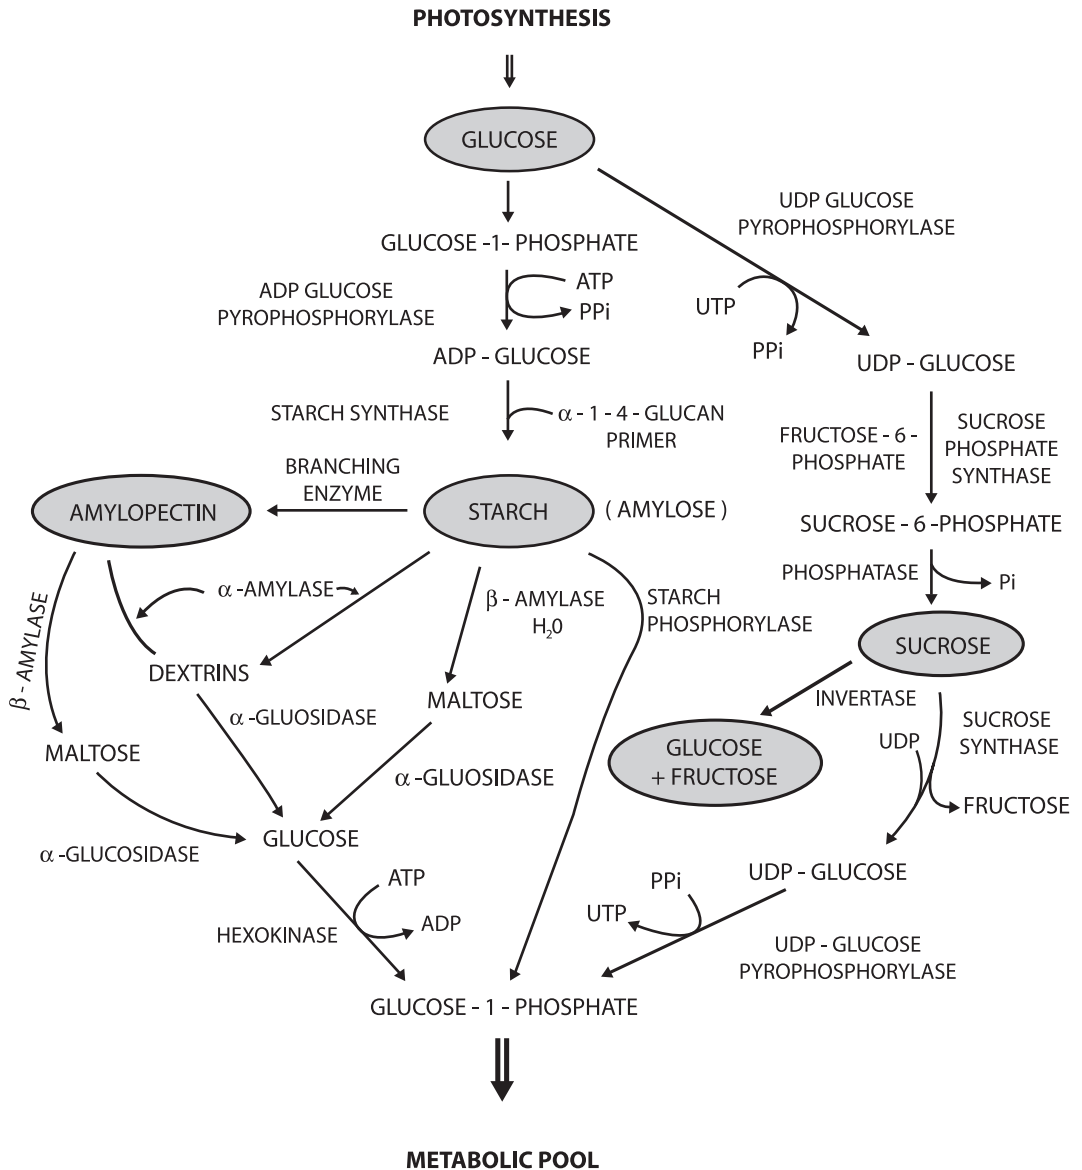 PHOTOSYNTHESIS
GLUCOSE
UDP GLUCOSE
PYROPHOSPHORYLASE
GLUCOSE -1- PHOSPHATE
ATP
PPi
ADP GLUCOSE
PYROPHOSPHORYLASE
UTP
PPi
ADP - GLUCOSE
UDP - GLUCOSE
STARCH SYNTHASE
α - 1 - 4 - GLUCAN
PRIMER
FRUCTOSE - 6 -
PHOSPHATE
SUCROSE
PHOSPHATE
SYNTHASE
BRANCHING
ENZYME
AMYLOPECTIN
STARCH
( AMYLOSE )
SUCROSE - 6 -PHOSPHATE
PHOSPHATASE
Pi
α -AMYLASE
β - AMYLASE
β - AMYLASE
H₂0
STARCH
PHOSPHORYLASE
SUCROSE
DEXTRINS
MALTOSE
INVERTASE
α -GLUOSIDASE
SUCROSE
SYNTHASE
UDP
MALTOSE
GLUCOSE
+ FRUCTOSE
α -GLUOSIDASE
FRUCTOSE
GLUCOSE
α -GLUCOSIDASE
UDP - GLUCOSE
ATP
ADP
HEXOKINASE
PPi
UTP
UDP - GLUCOSE
PYROPHOSPHORYLASE
GLUCOSE - 1 - PHOSPHATE
METABOLIC POOL